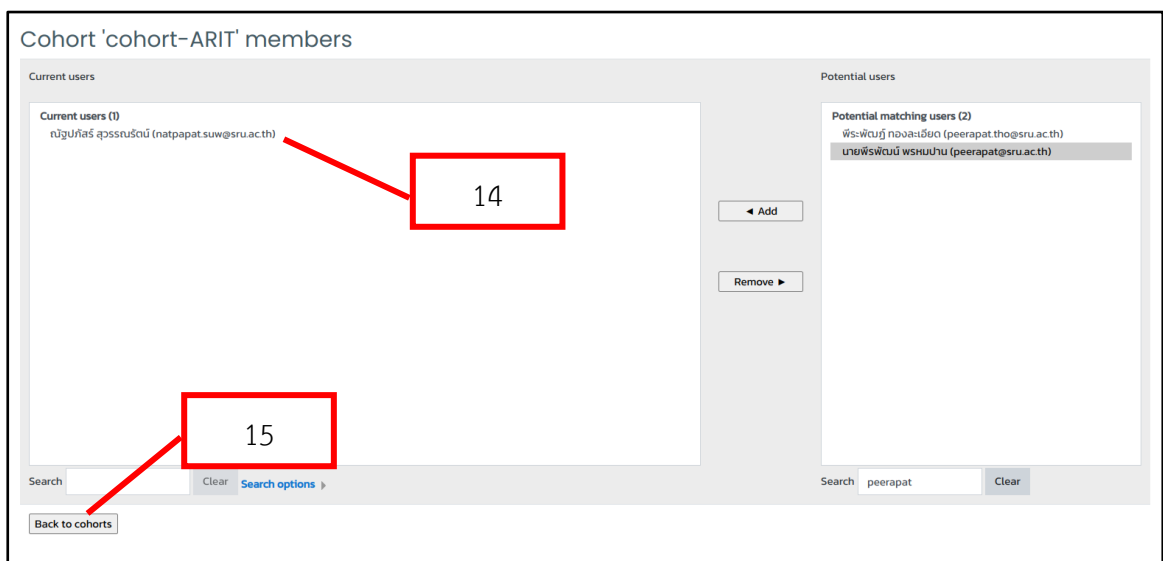 Cohort 'cohort-ARIT' members
Current users
Potential users
Current users (1)
ณัฐปภัสร์ สุวรรณรัตน์ (natpapat.suw@sru.ac.th)
Potential matching users (2)
พีระพัฒฎ์ ทองละเอียด (peerapat.tho@sru.ac.th)
นายพีรพัฒน์ พรหมปาน (peerapat@sru.ac.th)
14
◄ Add
Remove ►
15
Search
Clear
Search options
Search
peerapat
Clear
Back to cohorts